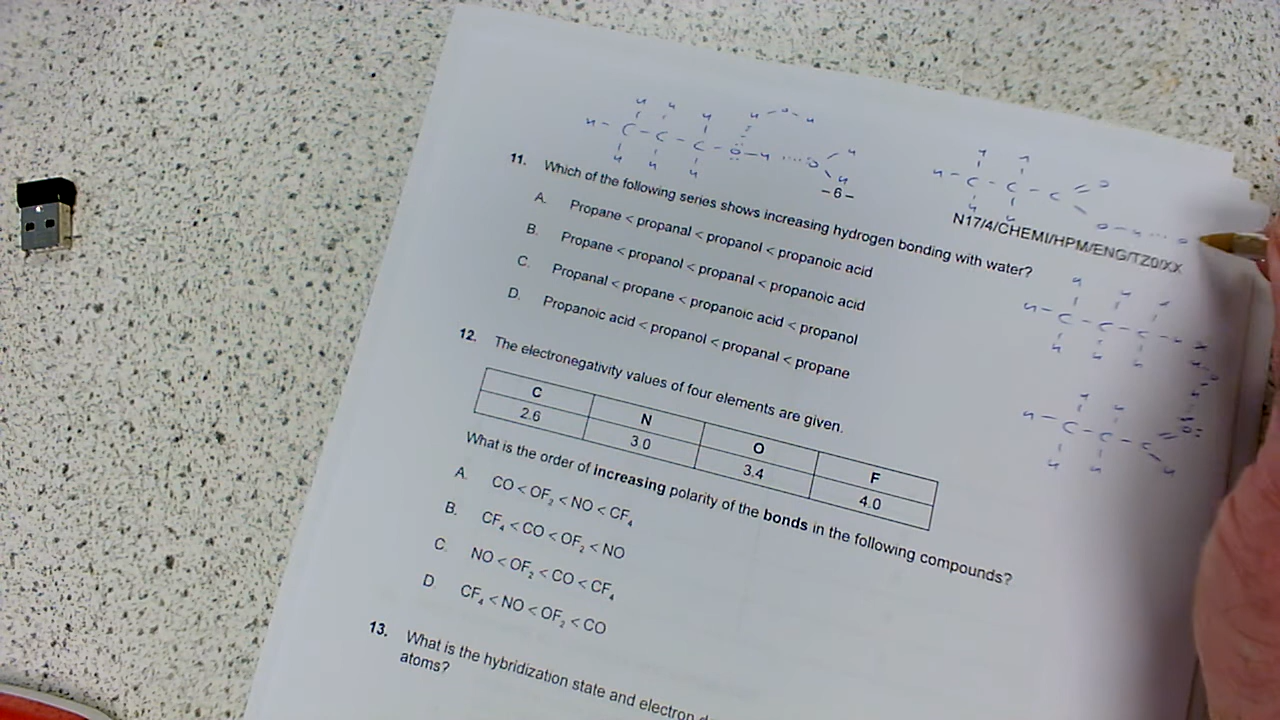 – 6 –
N17/4/CHEMI/HPM/ENG/TZ0/XX
11. Which of the following series shows increasing hydrogen bonding with water?
A. Propane < propanal < propanol < propanoic acid
B. Propane < propanol < propanal < propanoic acid
C. Propanal < propane < propanoic acid < propanol
D. Propanoic acid < propanol < propanal < propane
12. The electronegativity values of four elements are given.
C N O F
2.6 3.0 3.4 4.0
What is the order of increasing polarity of the bonds in the following compounds?
A. CO < OF₂ < NO < CF₄
B. CF₄ < CO < OF₂ < NO
C. NO < OF₂ < CO < CF₄
D. CF₄ < NO < OF₂ < CO
13. What is the hybridization state and electron
atoms?